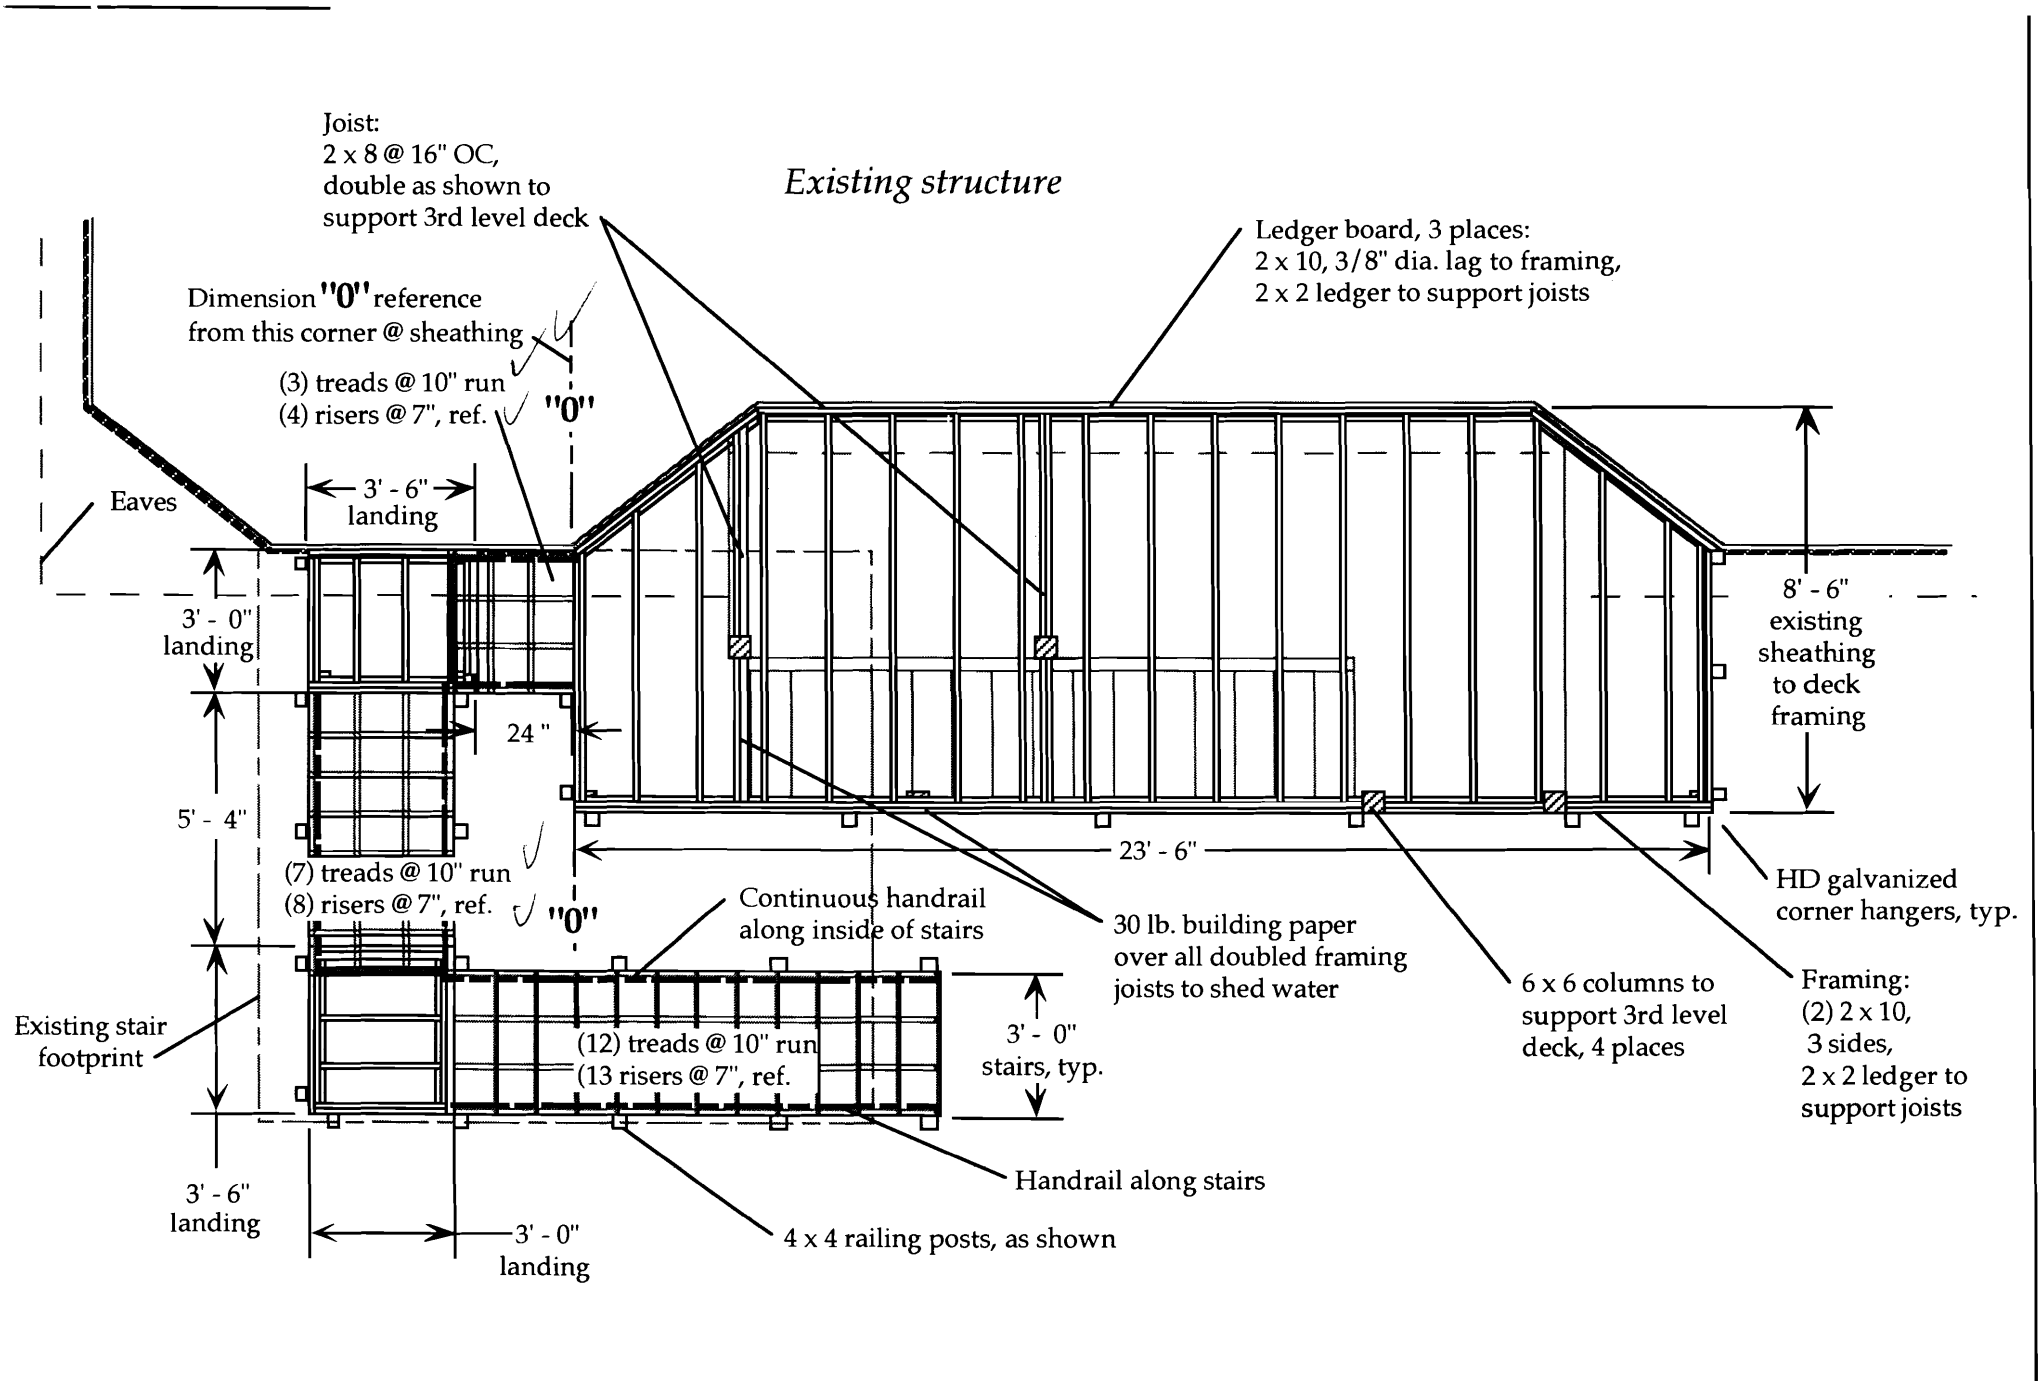 Joist:
2 x 8 @ 16" OC,
double as shown to
support 3rd level deck
Existing structure
Ledger board, 3 places:
2 x 10, 3/8" dia. lag to framing,
2 x 2 ledger to support joists
Dimension "0" reference
from this corner @ sheathing
(3) treads @ 10" run
(4) risers @ 7", ref.
"0"
Eaves
3' - 6"
landing
3' - 0"
landing
24 "
8' - 6"
existing
sheathing
to deck
framing
5' - 4"
23' - 6"
(7) treads @ 10" run
(8) risers @ 7", ref.
"0"
Continuous handrail
along inside of stairs
30 lb. building paper
over all doubled framing
joists to shed water
HD galvanized
corner hangers, typ.
6 x 6 columns to
support 3rd level
deck, 4 places
Framing:
(2) 2 x 10,
3 sides,
2 x 2 ledger to
support joists
Existing stair
footprint
(12) treads @ 10" run
(13 risers @ 7", ref.
3' - 0"
stairs, typ.
3' - 6"
landing
3' - 0"
landing
Handrail along stairs
4 x 4 railing posts, as shown